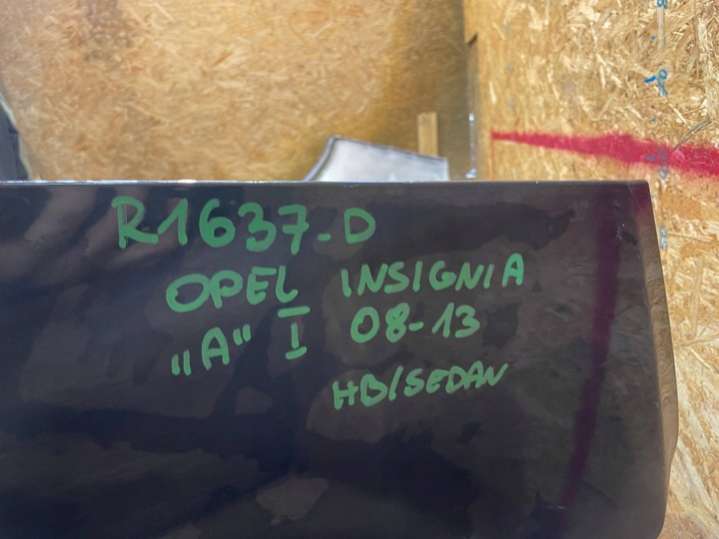 R1637-D
OPEL INSIGNIA
„A" I 08-13
HB/SEDAN